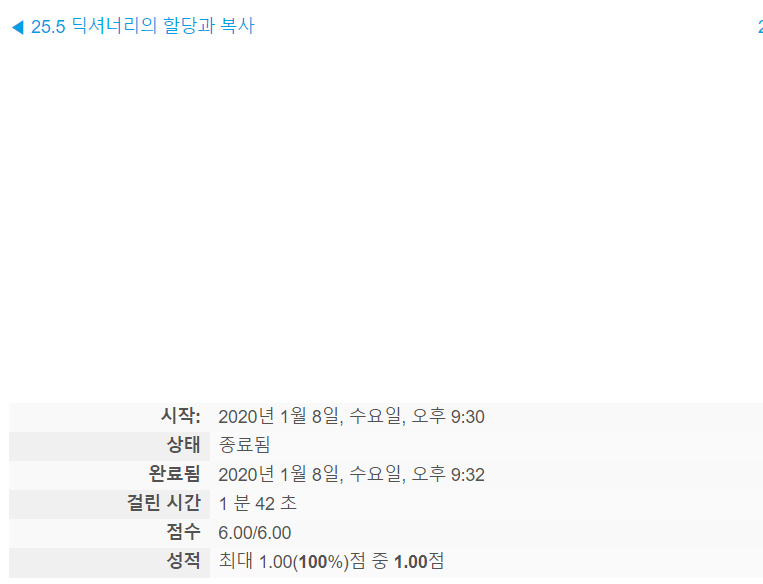 ◀ 25.5 딕셔너리의 할당과 복사
시작: 2020년 1월 8일, 수요일, 오후 9:30
상태 종료됨
완료됨 2020년 1월 8일, 수요일, 오후 9:32
걸린 시간 1 분 42 초
점수 6.00/6.00
성적 최대 1.00(100%)점 중 1.00점